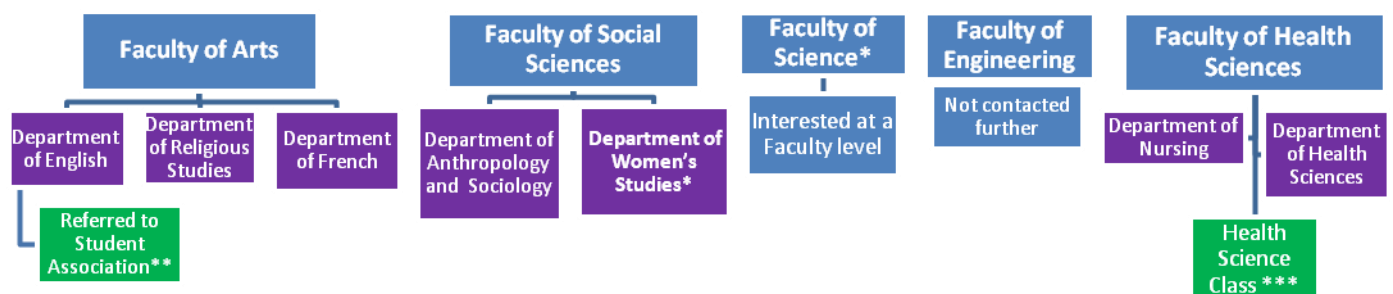 Faculty of Arts
Department
of English
Department
of Religious
Studies
Department
of French
Referred to
Student
Association**
Faculty of Social
Sciences
Department of
Anthropology
and Sociology
Department of
Women's
Studies*
Faculty of
Science*
Interested at a
Faculty level
Faculty of
Engineering
Not contacted
further
Faculty of Health
Sciences
Department of
Nursing
Department
of Health
Sciences
Health
Science
Class ***